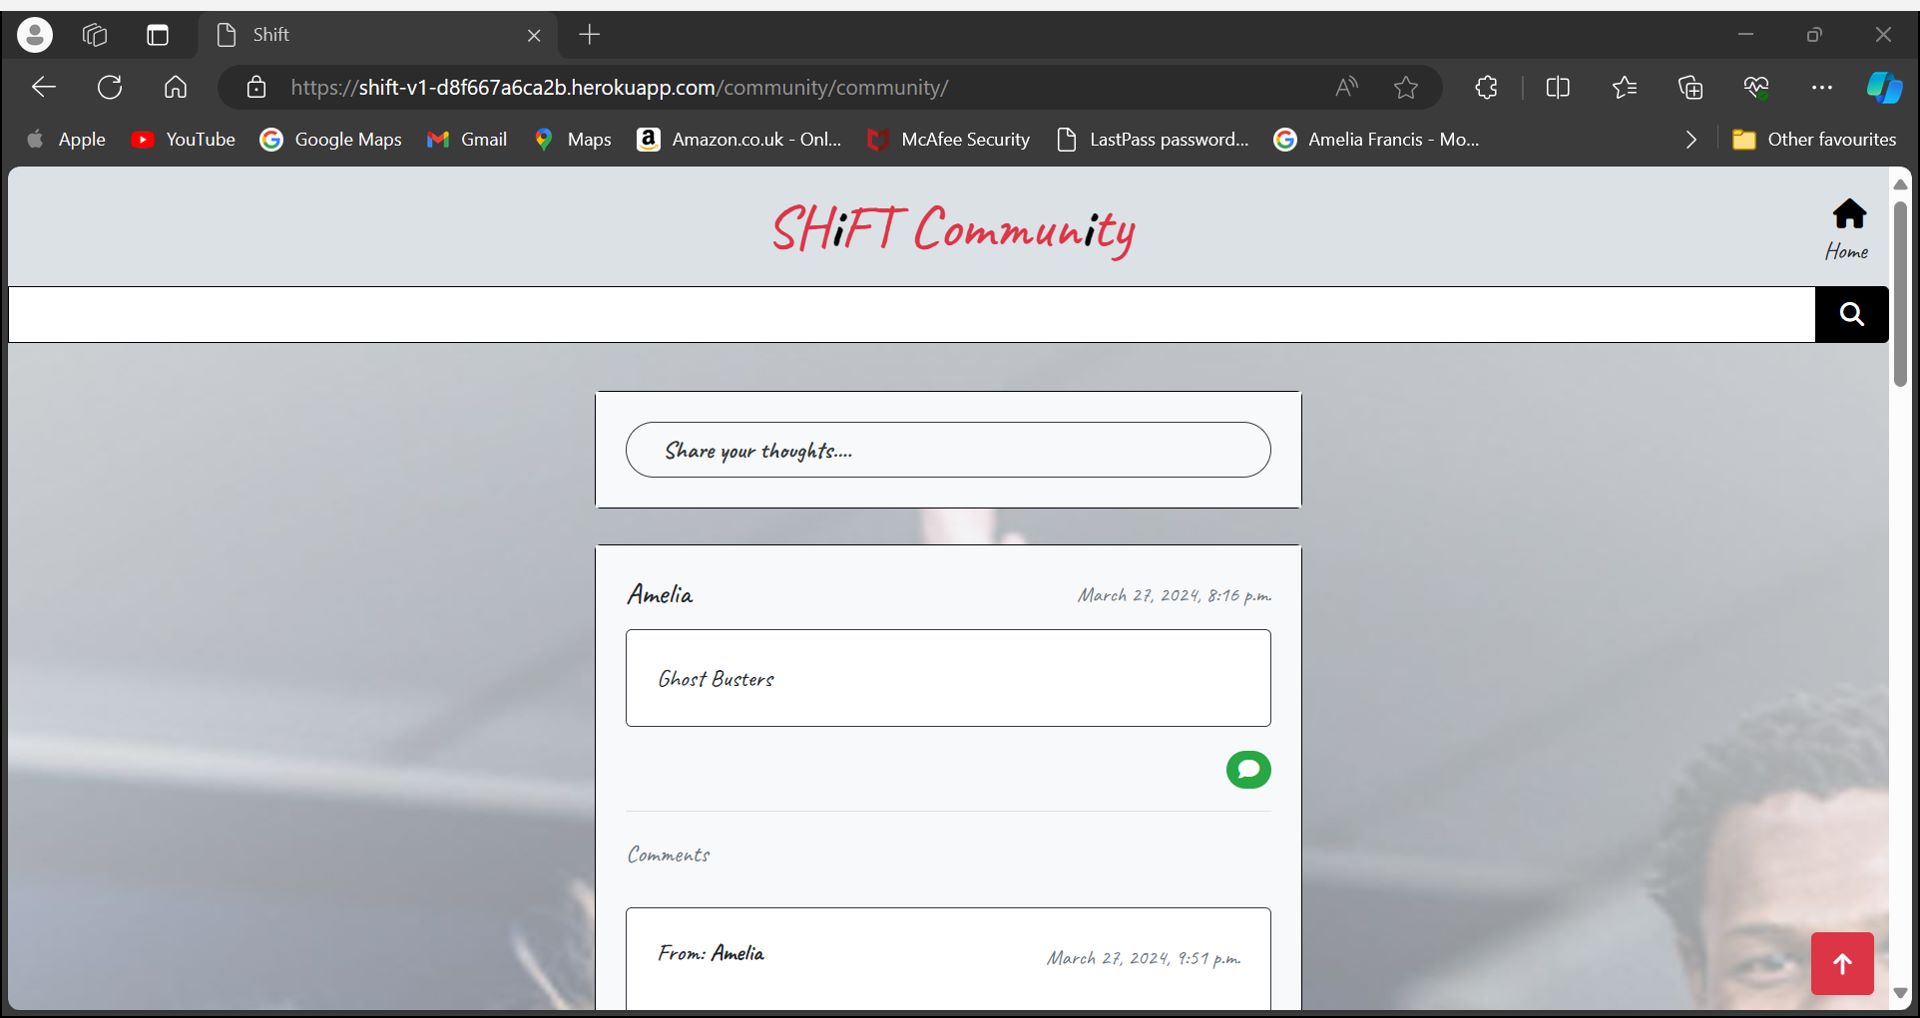 Shift
https://shift-v1-d8f667a6ca2b.herokuapp.com/community/community/
Apple YouTube Google Maps Gmail Maps Amazon.co.uk - Onl... McAfee Security LastPass password... Amelia Francis - Mo... Other favourites
SHiFT Community
Home
Share your thoughts....
Amelia March 27, 2024, 8:16 p.m.
Ghost Busters
Comments
From: Amelia March 27, 2024, 9:51 p.m.